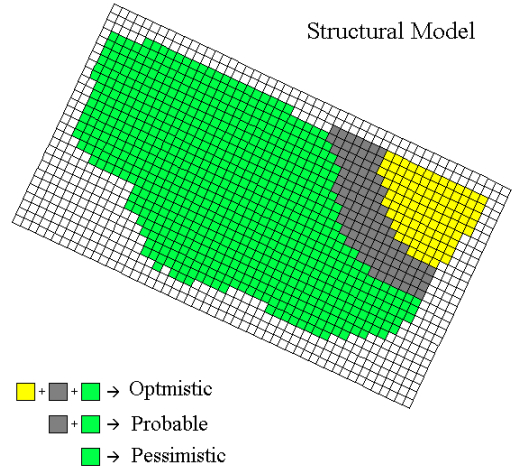 Structural Model
+ + → Optmistic
+ → Probable
→ Pessimistic